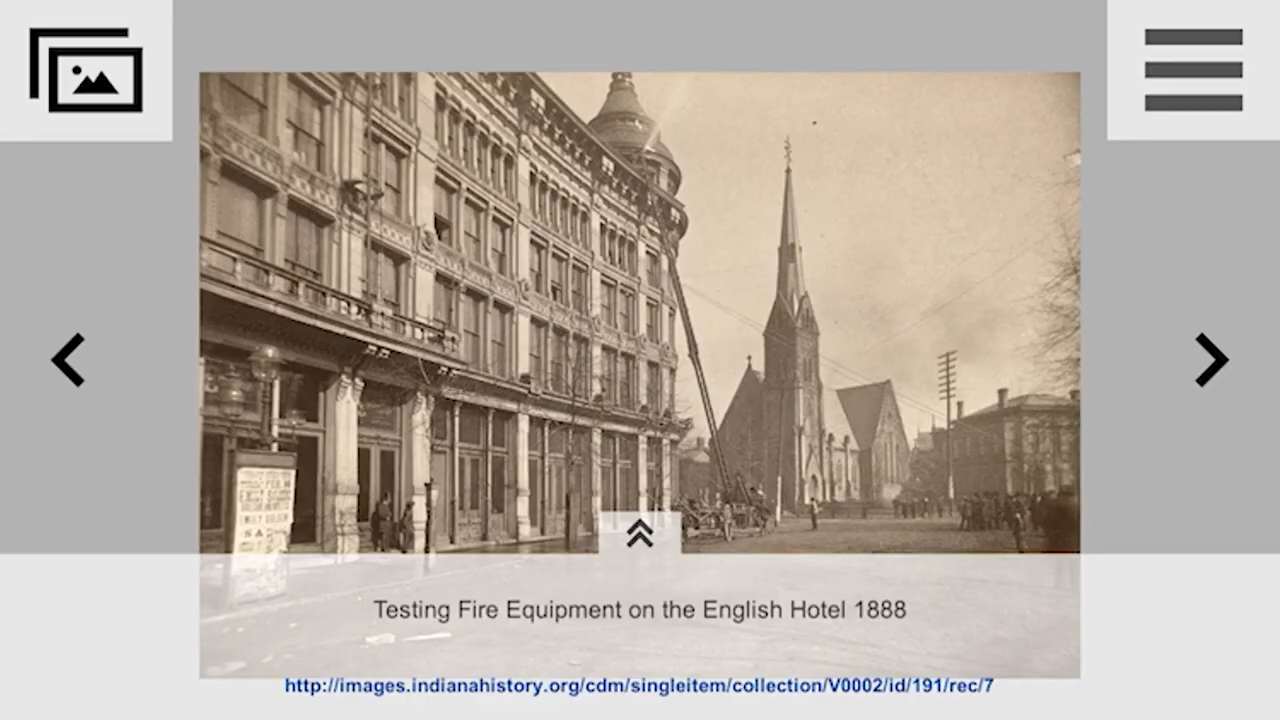 Testing Fire Equipment on the English Hotel 1888
http://images.indianahistory.org/cdm/singleitem/collection/V0002/id/191/rec/7